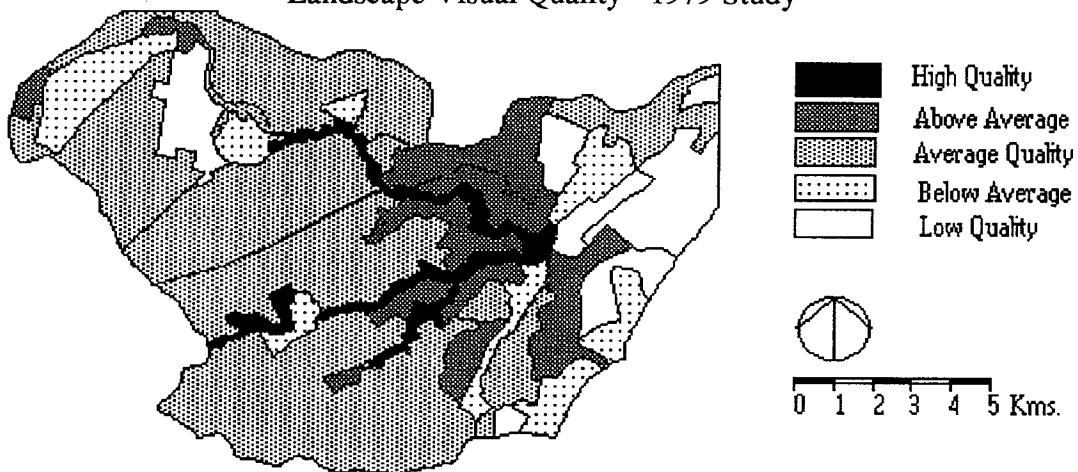 Landscape Visual Quality - 1979 Study
High Quality
Above Average
Average Quality
Below Average
Low Quality
0 1 2 3 4 5 Kms.